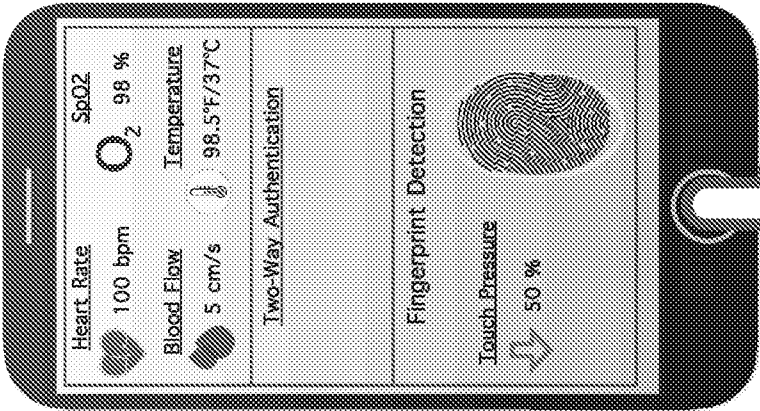 Heart Rate
100 bpm
SpO2
O2 98 %
Blood Flow
5 cm/s
Temperature
98.5°F/37°C
Two-Way Authentication
Fingerprint Detection
Touch Pressure
50 %